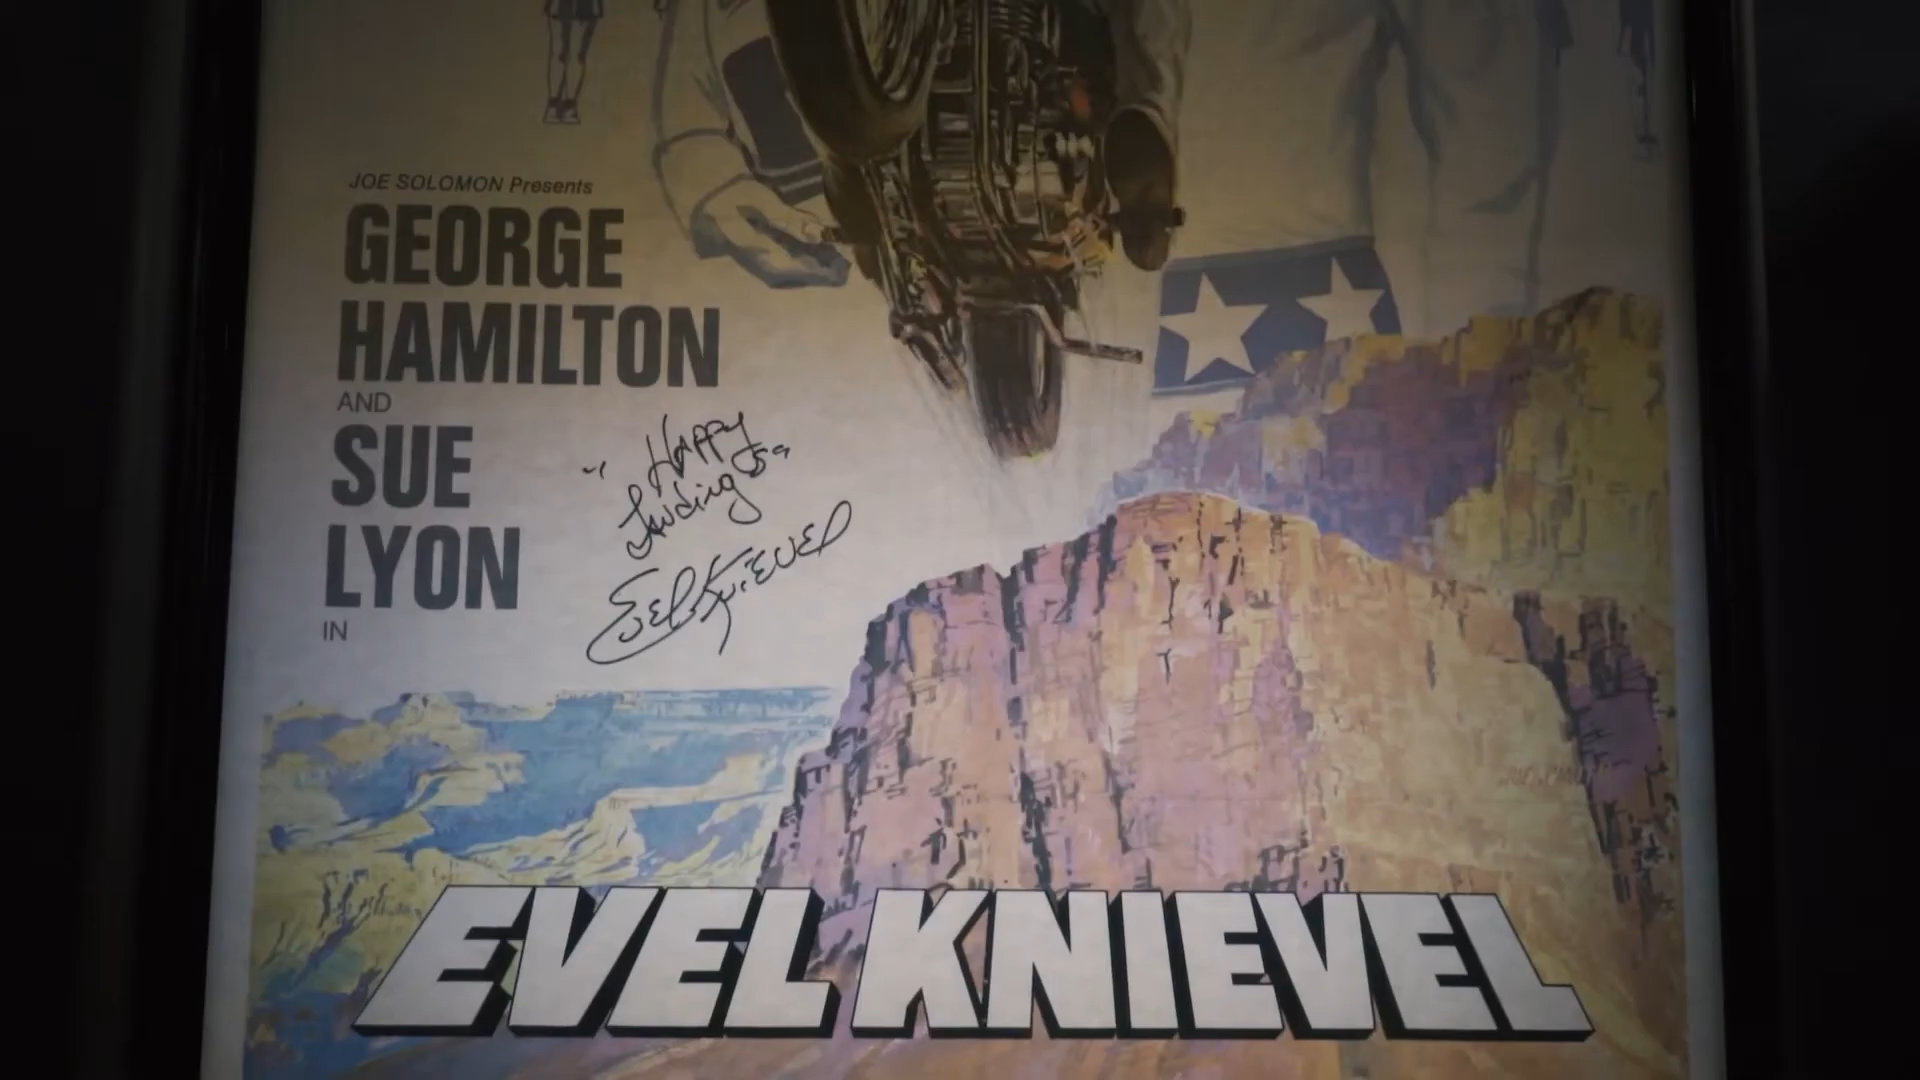 JOE SOLOMON Presents
GEORGE
HAMILTON
AND
SUE
LYON
IN
"HAPPY
Landings"
Evel Knievel
EVEL KNIEVEL